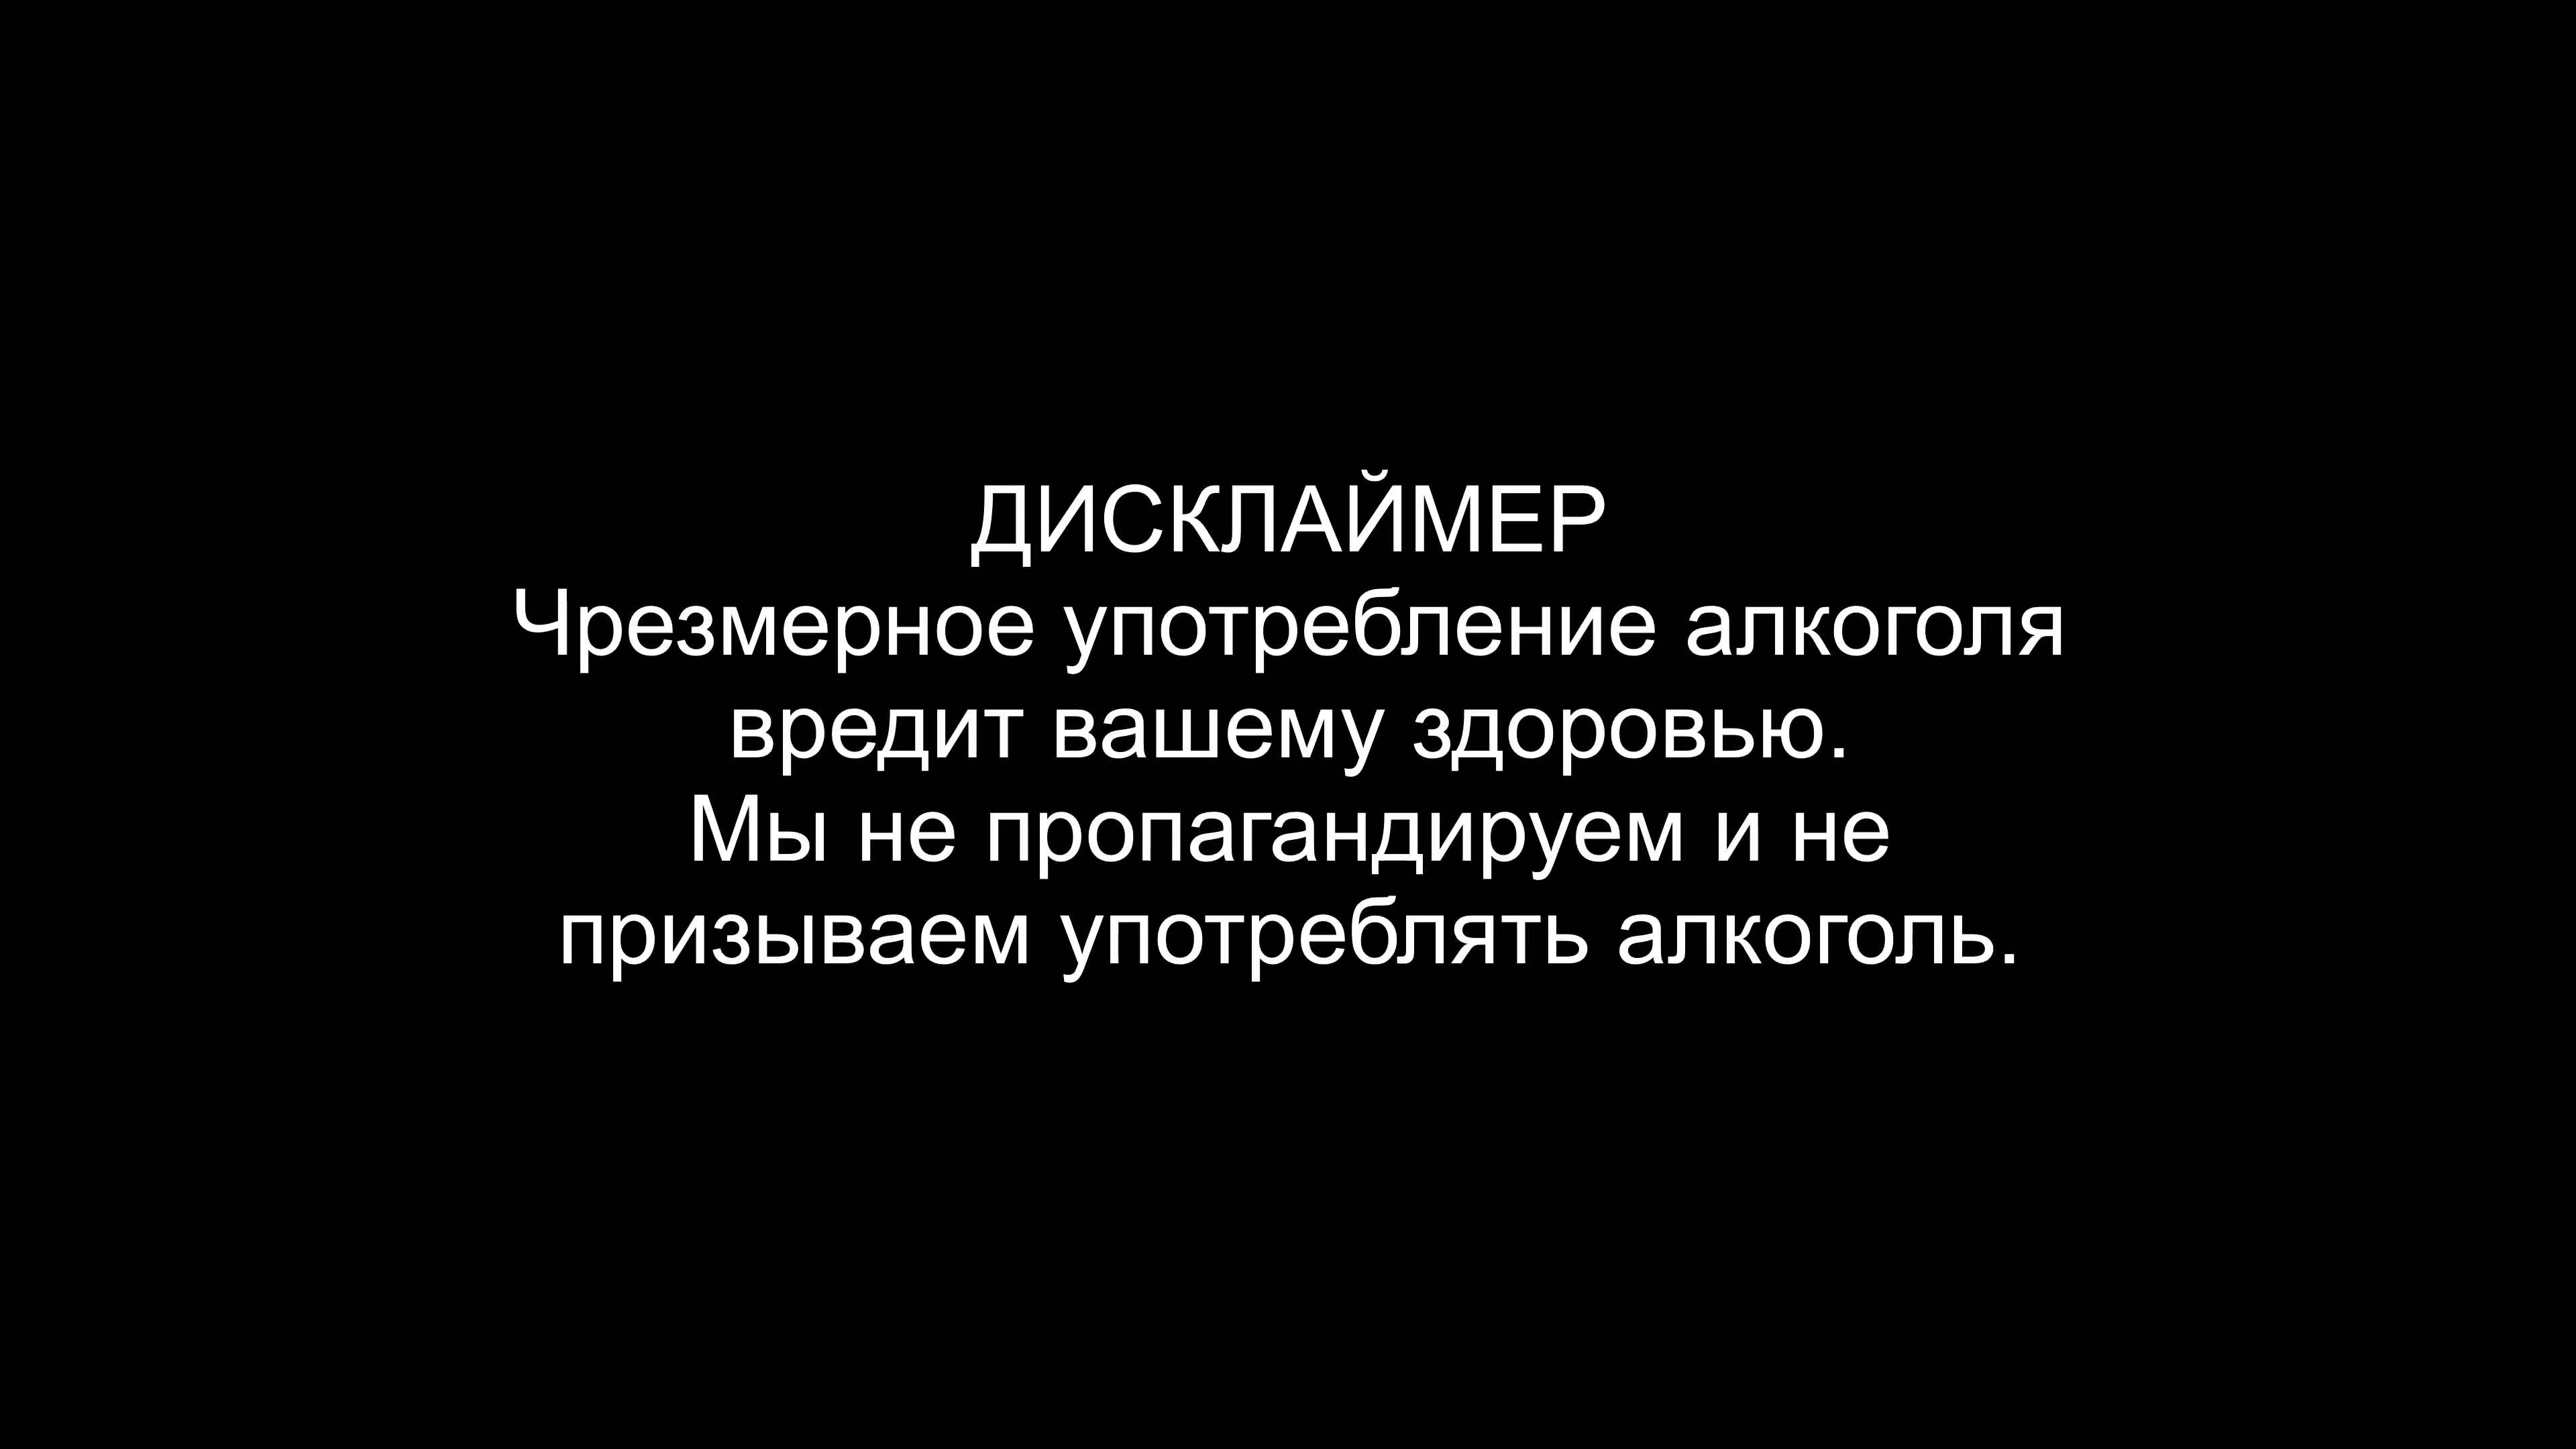 ДИСКЛАЙМЕР
Чрезмерное употребление алкоголя
вредит вашему здоровью.
Мы не пропагандируем и не
призываем употреблять алкоголь.